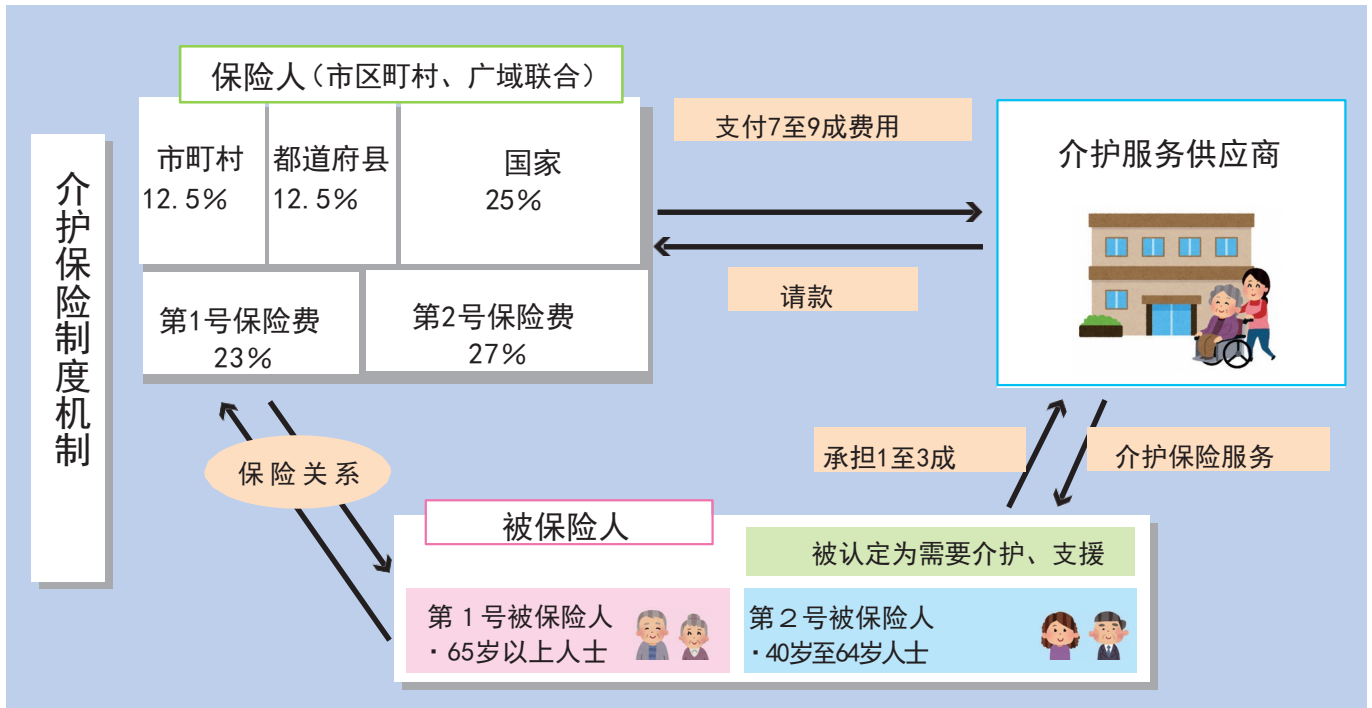 介护保险制度机制
保险人（市区町村、广域联合）
市町村
12.5%
都道府县
12.5%
国家
25%
第1号保险费
23%
第2号保险费
27%
支付7至9成费用
请款
介护服务供应商
保险关系
承担1至3成
介护保险服务
被保险人
被认定为需要介护、支援
第１号被保险人
・65岁以上人士
第２号被保险人
・40岁至64岁人士